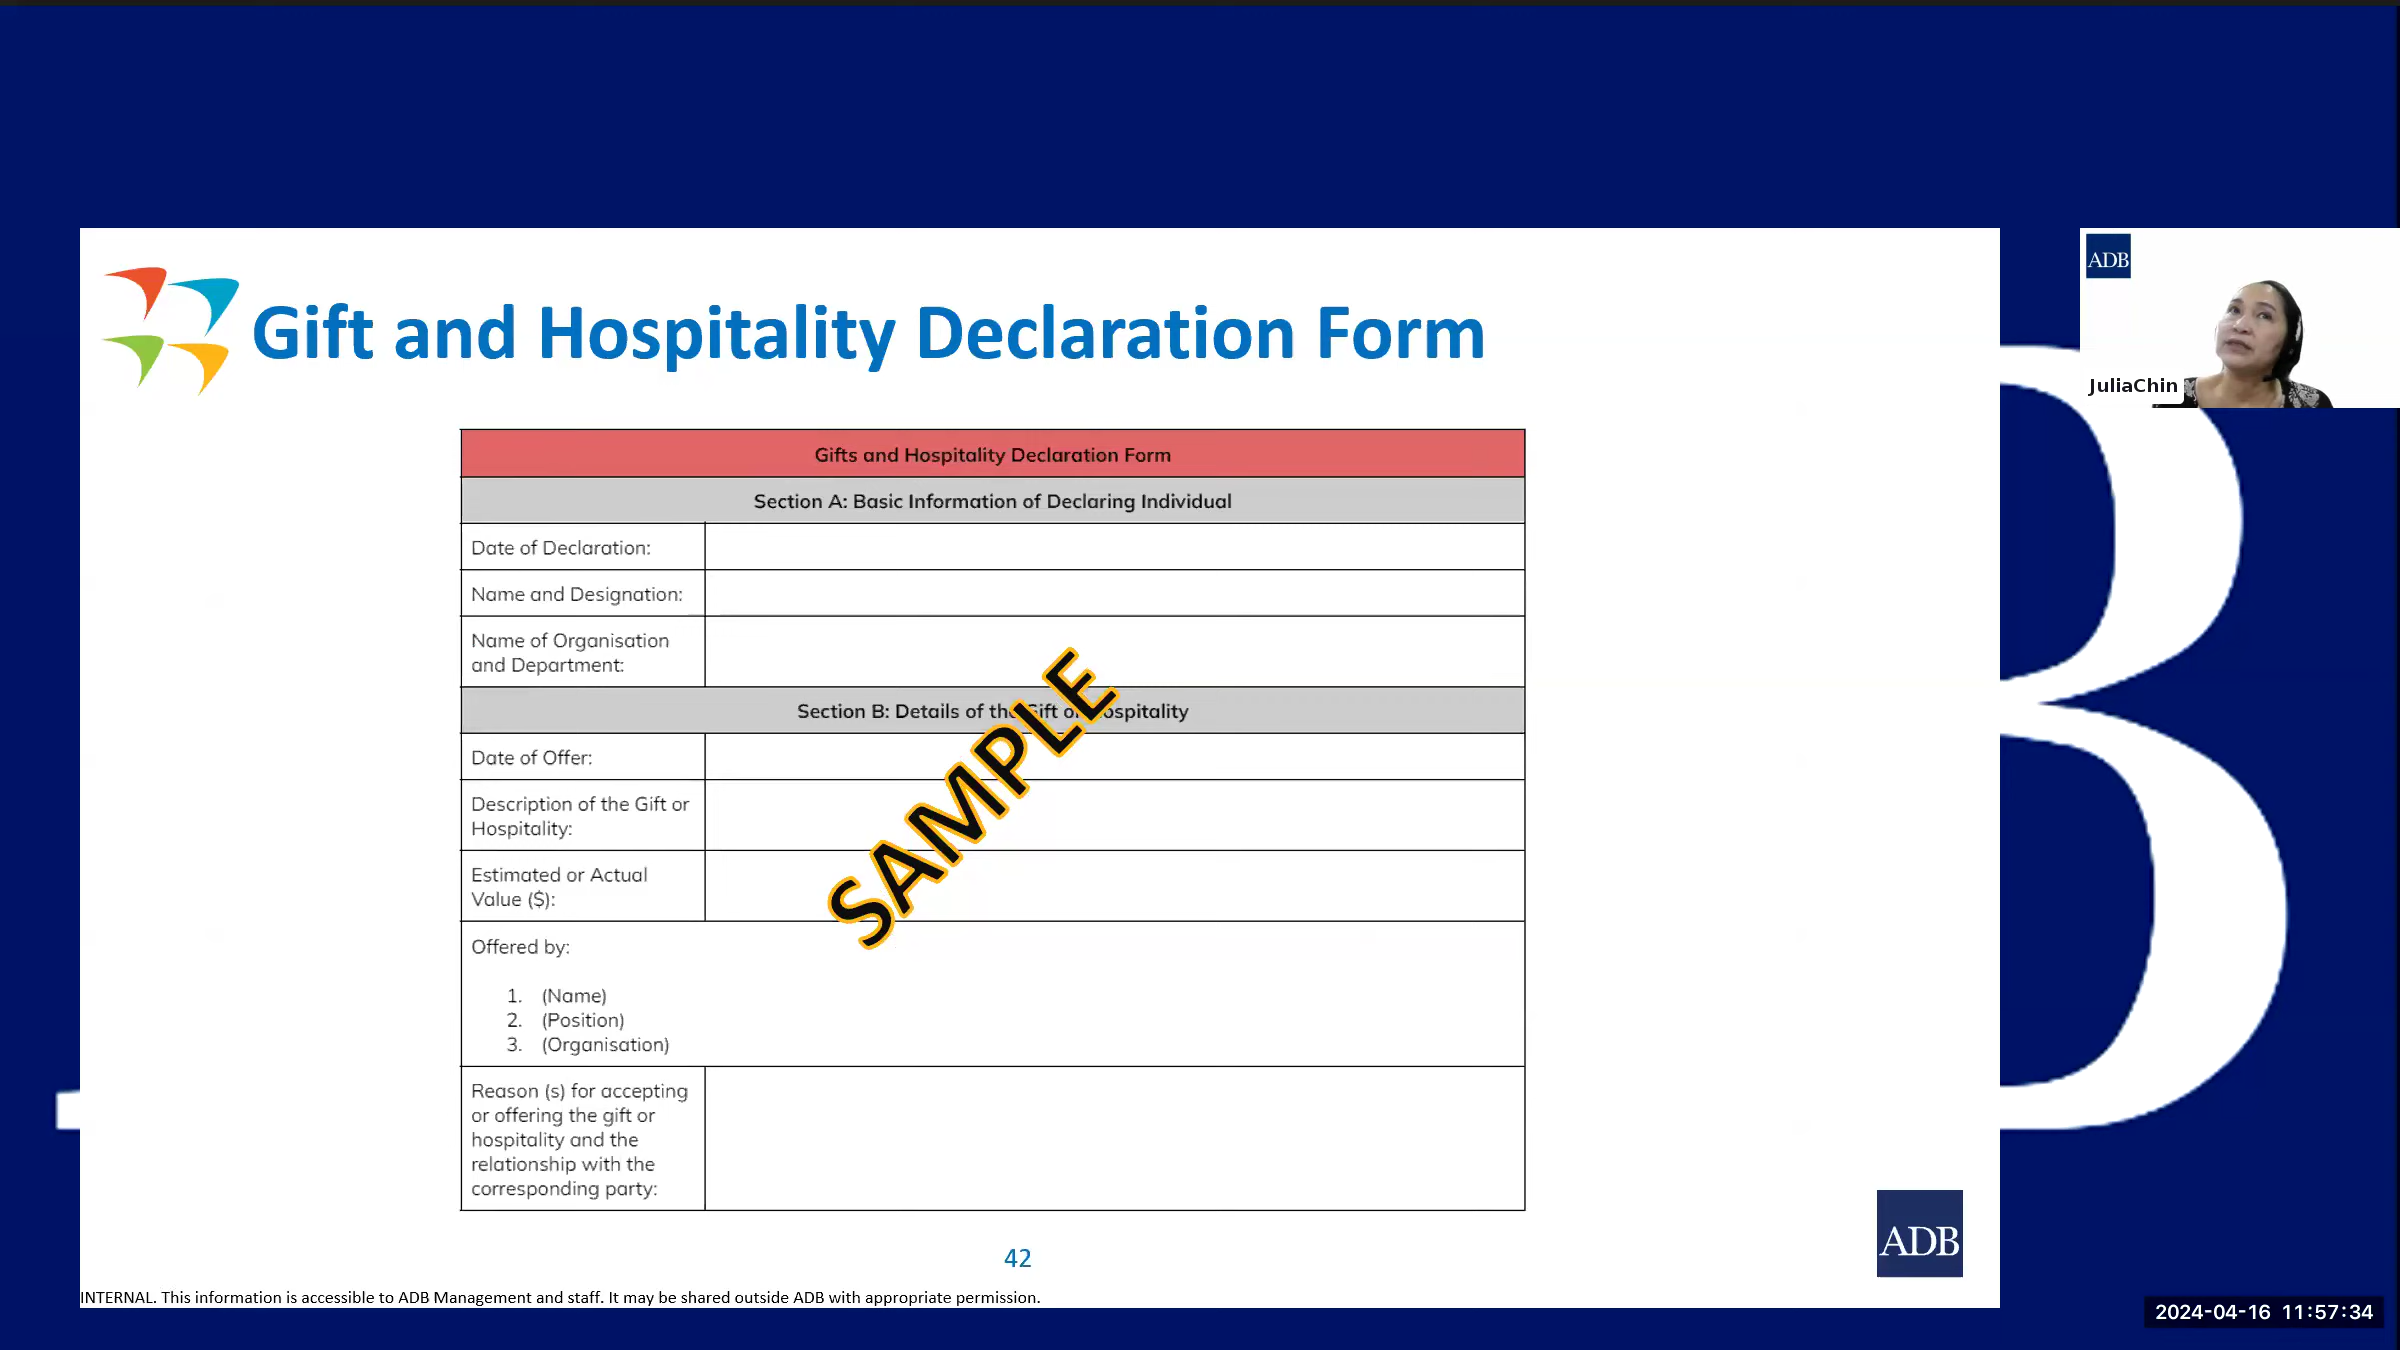 ADB
JuliaChin
Gift and Hospitality Declaration Form
Gifts and Hospitality Declaration Form
Section A: Basic Information of Declaring Individual
Date of Declaration:
Name and Designation:
Name of Organisation
and Department:
Section B: Details of the Gift or Hospitality
SAMPLE
Date of Offer:
Description of the Gift or
Hospitality:
Estimated or Actual
Value ($):
Offered by:
1. (Name)
2. (Position)
3. (Organisation)
Reason (s) for accepting
or offering the gift or
hospitality and the
relationship with the
corresponding party:
ADB
42
INTERNAL. This information is accessible to ADB Management and staff. It may be shared outside ADB with appropriate permission.
2024-04-16 11:57:34